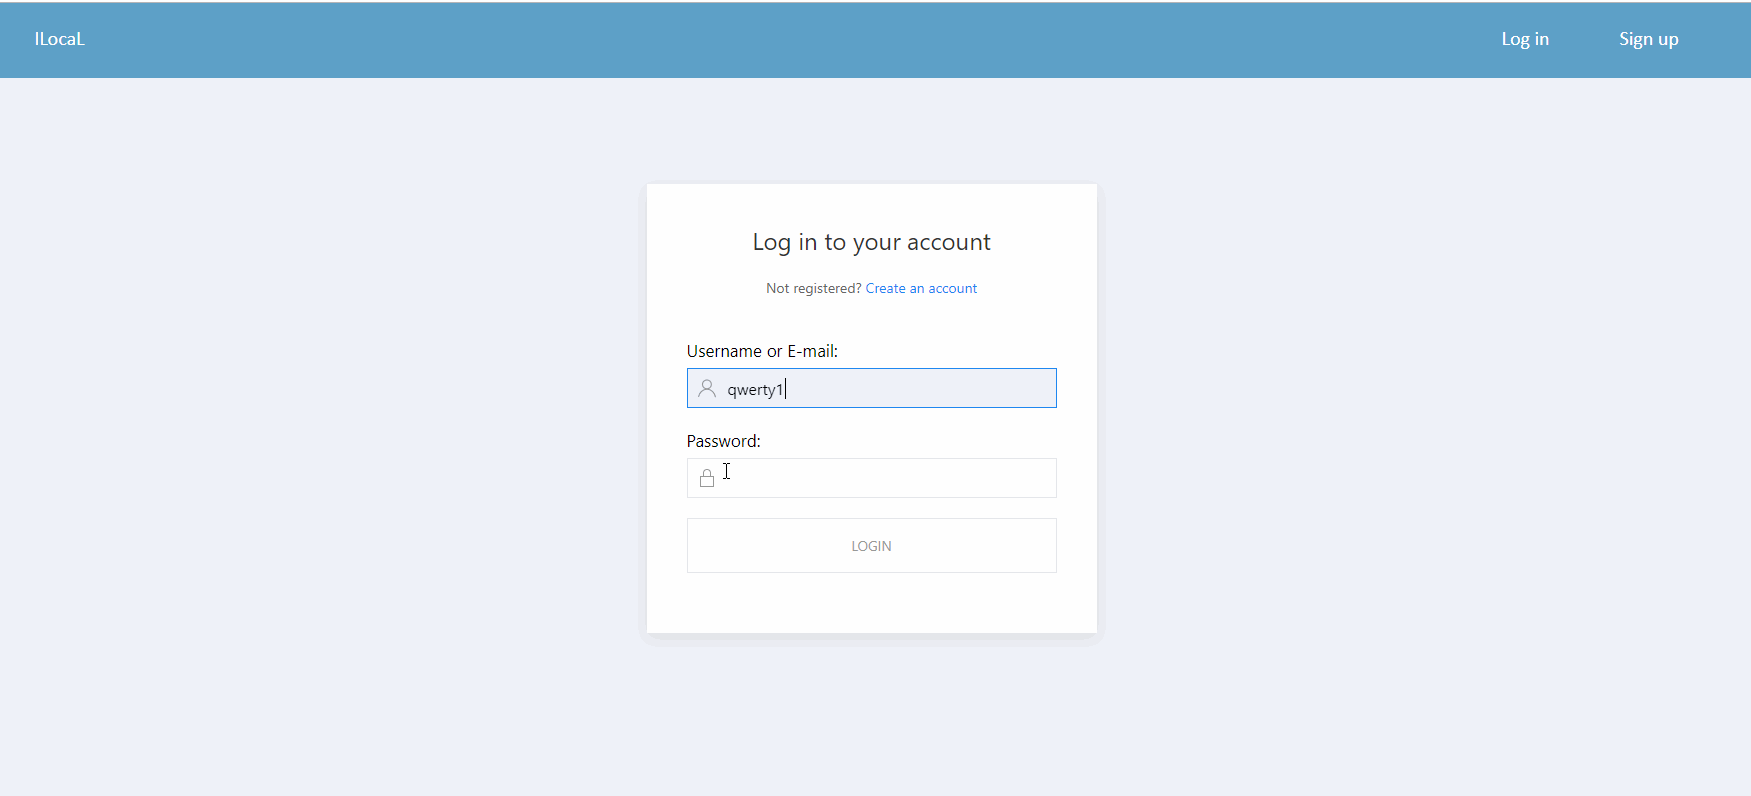 ILocaL
Log in
Sign up
Log in to your account
Not registered? Create an account
Username or E-mail:
qwerty1
Password:
LOGIN